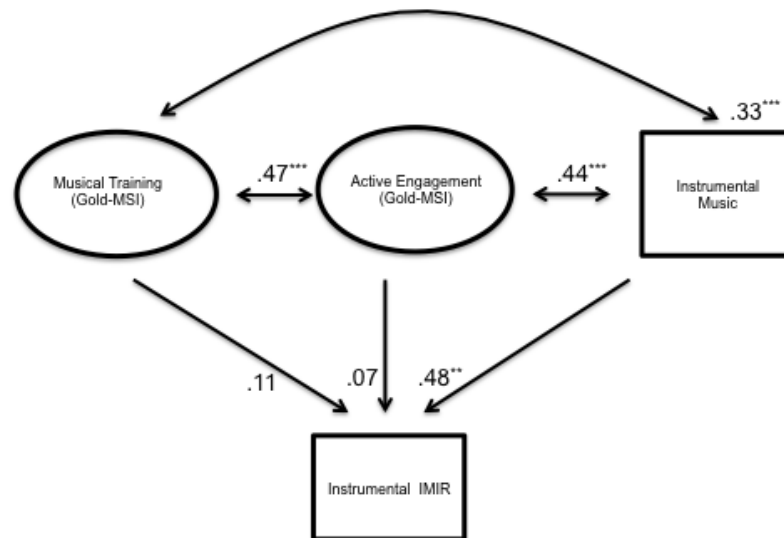 .33***
Musical Training
(Gold-MSI)
.47***
Active Engagement
(Gold-MSI)
.44***
Instrumental
Music
.11
.07
.48**
Instrumental IMIR